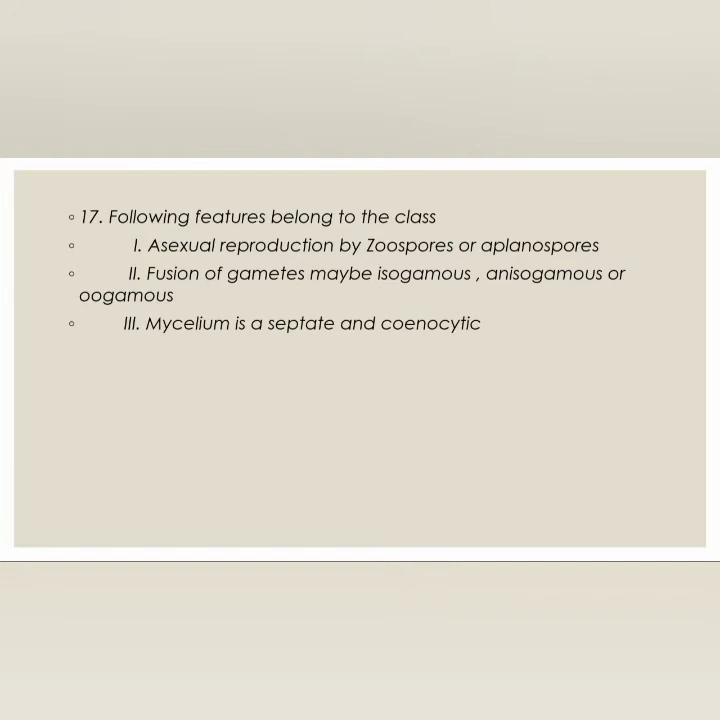 ◦ 17. Following features belong to the class
◦ I. Asexual reproduction by Zoospores or aplanospores
◦ II. Fusion of gametes maybe isogamous , anisogamous or
oogamous
◦ III. Mycelium is a septate and coenocytic